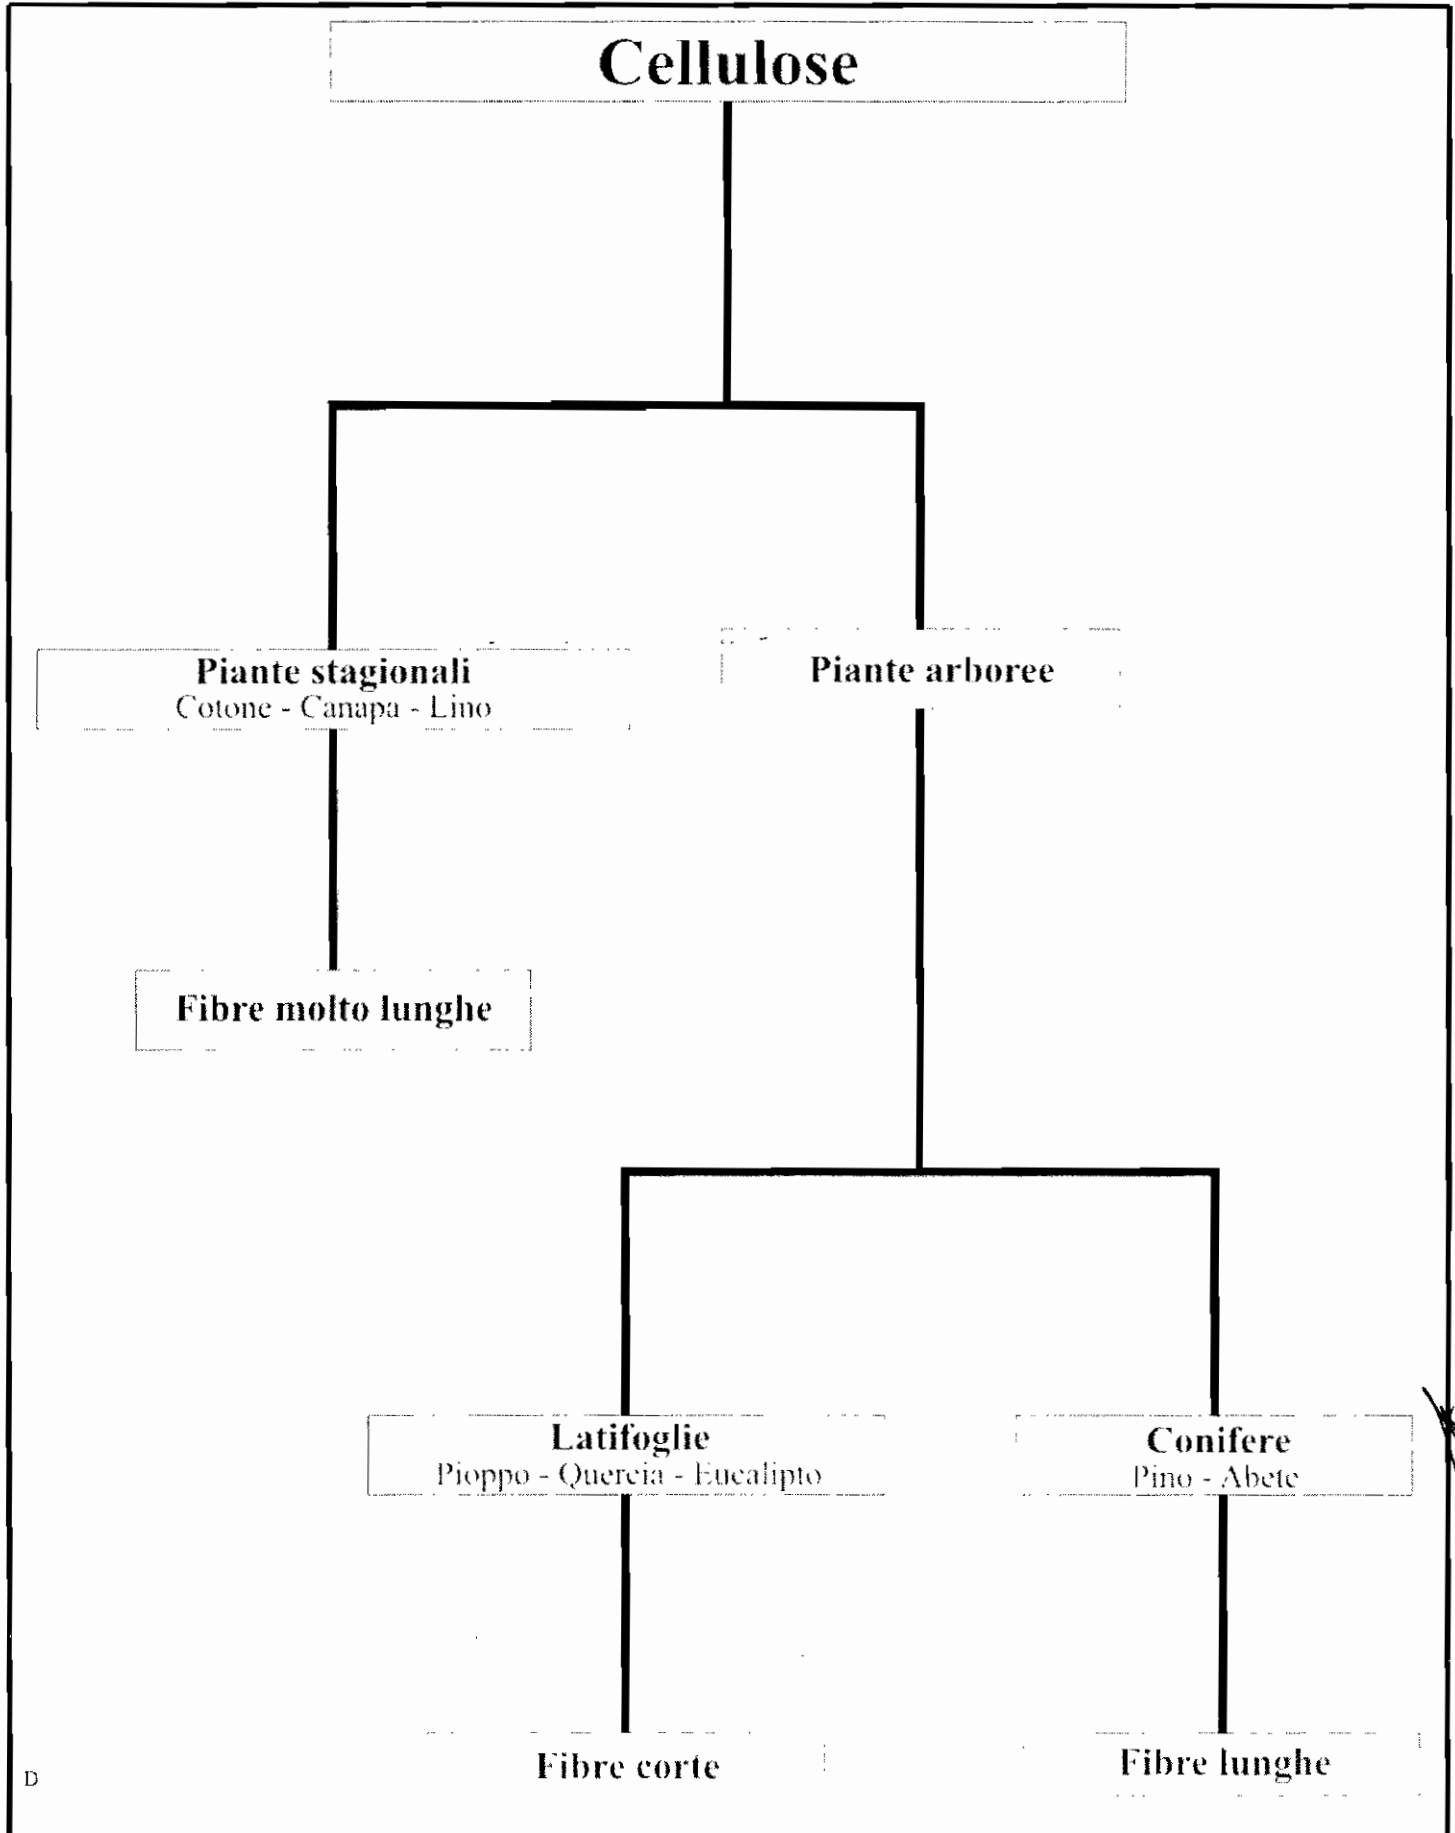 Cellulose
Piante stagionali
Cotone - Canapa - Lino
Piante arboree
Fibre molto lunghe
Latifoglie
Pioppo - Quercia - Eucalipto
Conifere
Pino - Abete
Fibre corte
Fibre lunghe
D